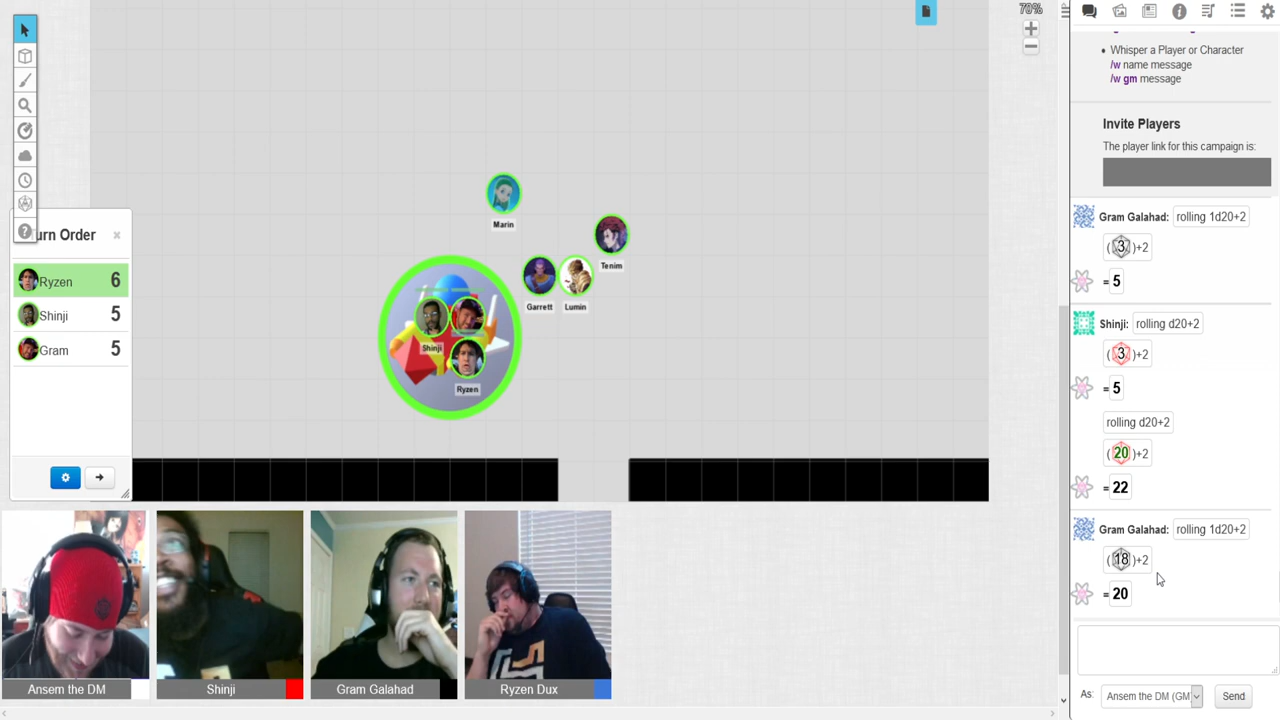 70%
• Whisper a Player or Character
/w name message
/w gm message
Invite Players
The player link for this campaign is:
Gram Galahad: rolling 1d20+2
(3)+2
= 5
Shinji: rolling d20+2
(3)+2
= 5
rolling d20+2
(20)+2
= 22
Gram Galahad: rolling 1d20+2
(18)+2
= 20
As: Ansem the DM (GM Send
urn Order ×
Ryzen 6
Shinji 5
Gram 5
Marin
Tenim
Garrett
Lumin
Shinji
Ryzen
Ansem the DM
Shinji
Gram Galahad
Ryzen Dux